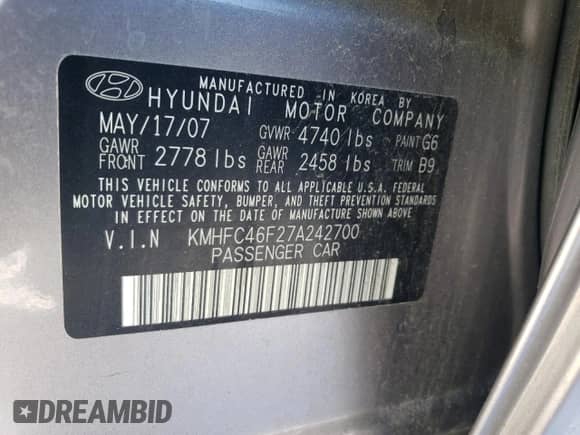 MANUFACTURED IN KOREA BY
HYUNDAI MOTOR COMPANY
MAY/17/07 GVWR 4740 lbs PAINT G6
GAWR FRONT 2778 lbs GAWR REAR 2458 lbs TRIM B9
THIS VEHICLE CONFORMS TO ALL APPLICABLE U.S.A. FEDERAL
MOTOR VEHICLE SAFETY, BUMPER, AND THEFT PREVENTION STANDARDS
IN EFFECT ON THE DATE OF MANUFACTURE SHOWN ABOVE.
V.I.N KMHFC46F27A242700
PASSENGER CAR
DREAMBID